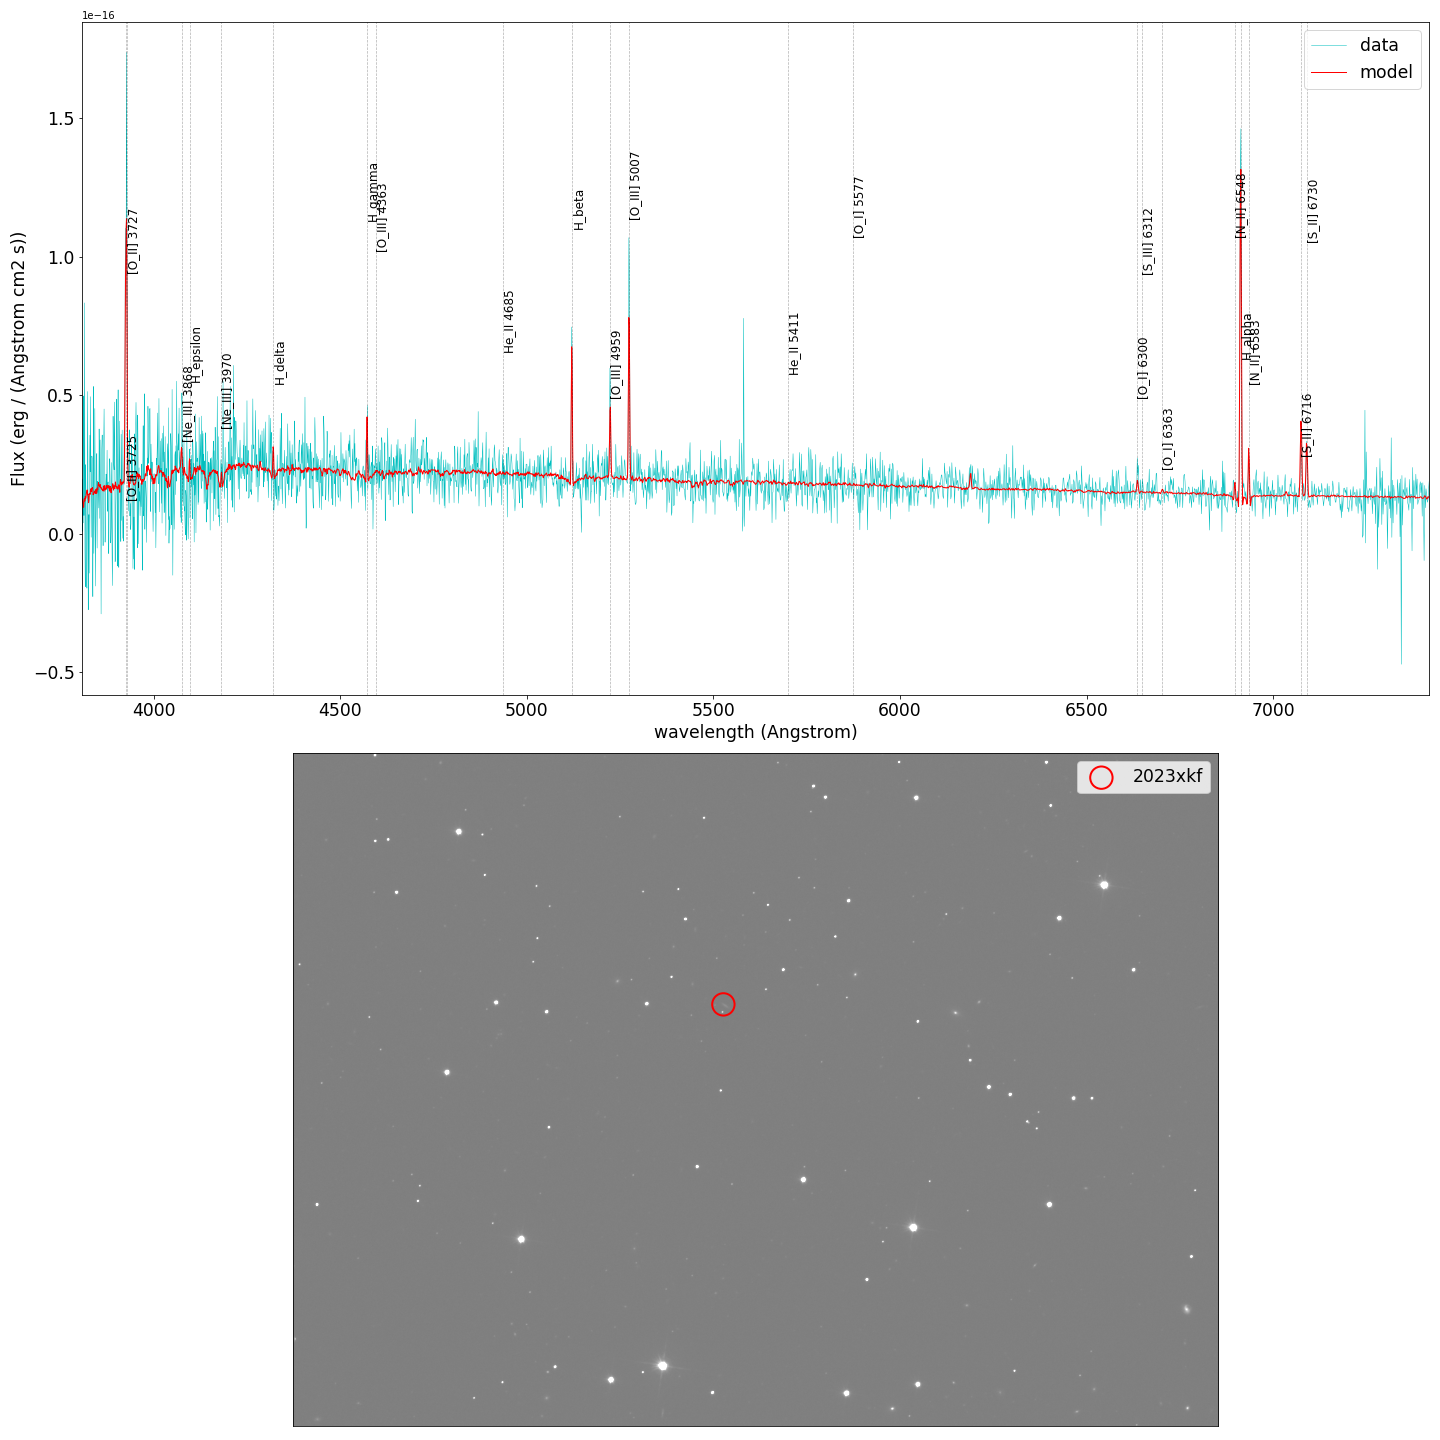 1e−16
data
model
1.5
1.0
0.5
0.0
−0.5
Flux (erg / (Angstrom cm2 s))
[O_II] 3725
[O_II] 3727
[Ne_III] 3868
H_epsilon
[Ne_III] 3970
H_delta
H_gamma
[O_III] 4363
He_II 4685
H_beta
[O_III] 4959
[O_III] 5007
He_II 5411
[O_I] 5577
[O_I] 6300
[S_III] 6312
[O_I] 6363
[N_II] 6548
H_alpha
[N_II] 6583
[S_II] 6716
[S_II] 6730
4000 4500 5000 5500 6000 6500 7000
wavelength (Angstrom)
2023xkf